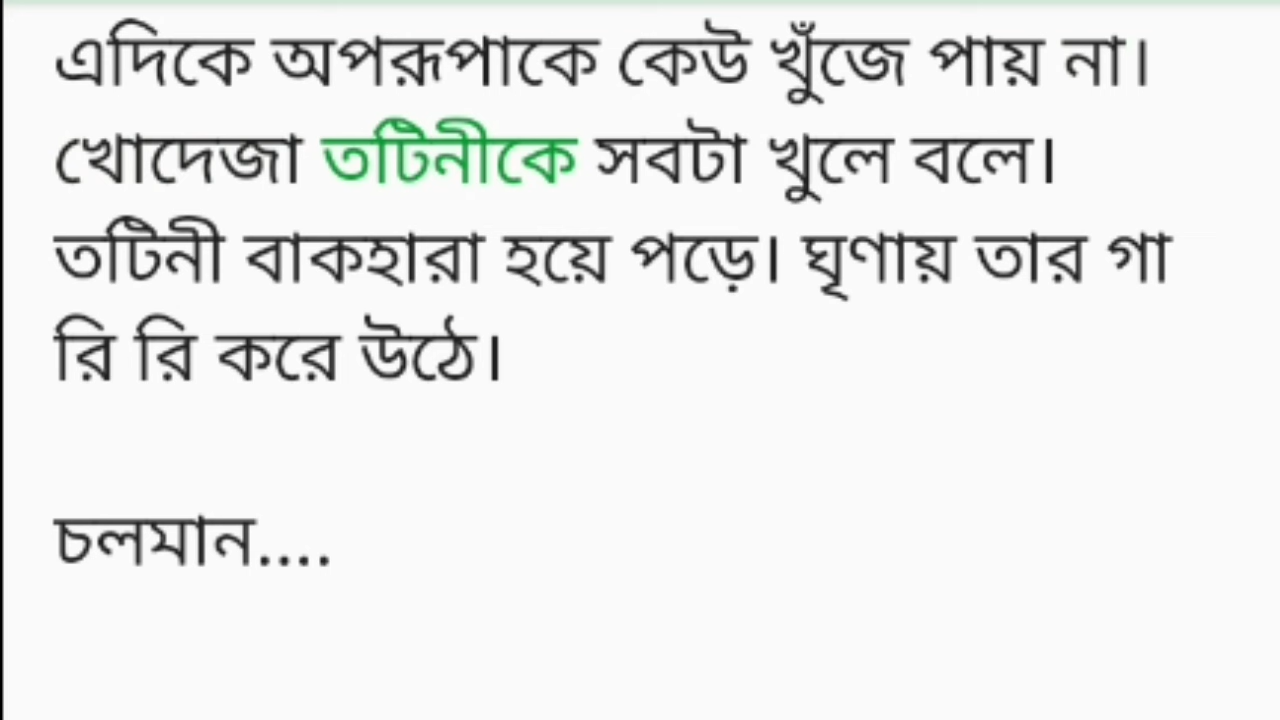 এদিকে অপরূপাকে কেউ খুঁজে পায় না।
খোদেজা তটিনীকে সবটা খুলে বলে।
তটিনী বাকহারা হয়ে পড়ে। ঘৃণায় তার গা
রি রি করে উঠে।
চলমান....